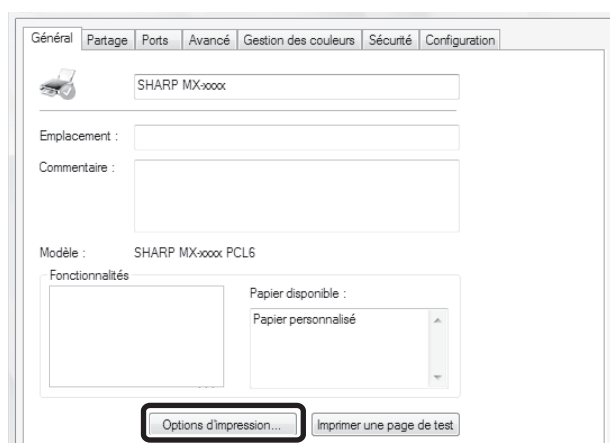 Général Partage Ports Avancé Gestion des couleurs Sécurité Configuration
SHARP MX-xxxx
Emplacement :
Commentaire :
Modèle : SHARP MX-xxxx PCL6
Fonctionnalités
Papier disponible :
Papier personnalisé
Options d'impression... Imprimer une page de test